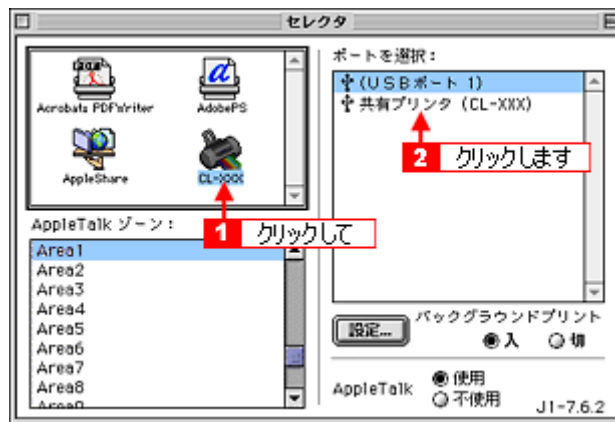 セレクタ
Acrobats PDFWriter
AdobePS
AppleShare
CL-XXX
1 クリックして
AppleTalk ゾーン：
Area1
Area2
Area3
Area4
Area5
Area6
Area7
Area8
Area9
ポートを選択：
(USBポート 1)
共有プリンタ (CL-XXX)
2 クリックします
設定...
バックグラウンドプリント
入 切
AppleTalk
使用
不使用
J1-7.6.2